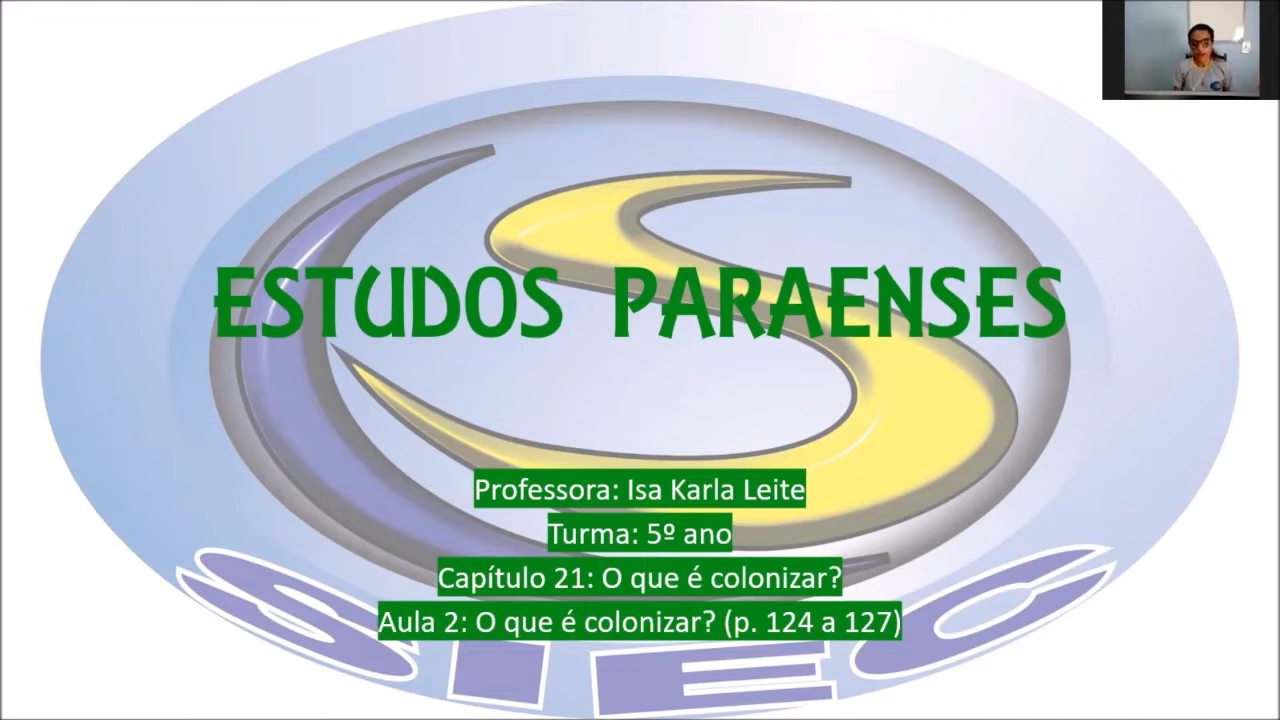 ESTUDOS PARAENSES
Professora: Isa Karla Leite
Turma: 5º ano
Capítulo 21: O que é colonizar?
Aula 2: O que é colonizar? (p. 124 a 127)
SIEC